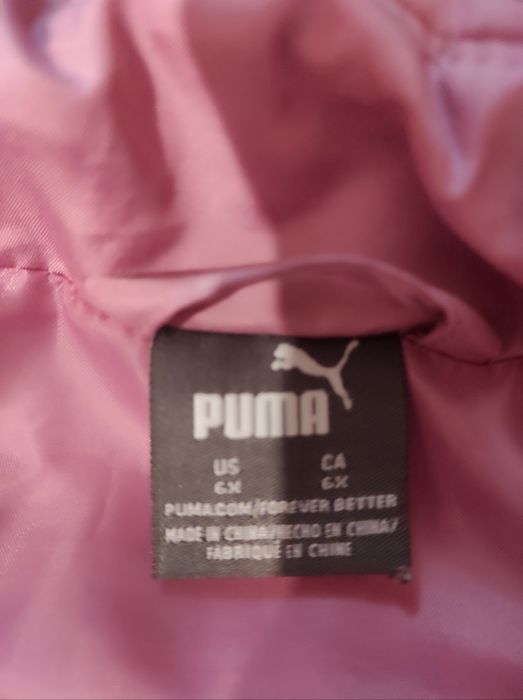 PUMA
US CA
6X 6X
PUMA.COM/FOREVER BETTER
MADE IN CHINA/HECHO EN CHINA/
FABRIQUÉ EN CHINE